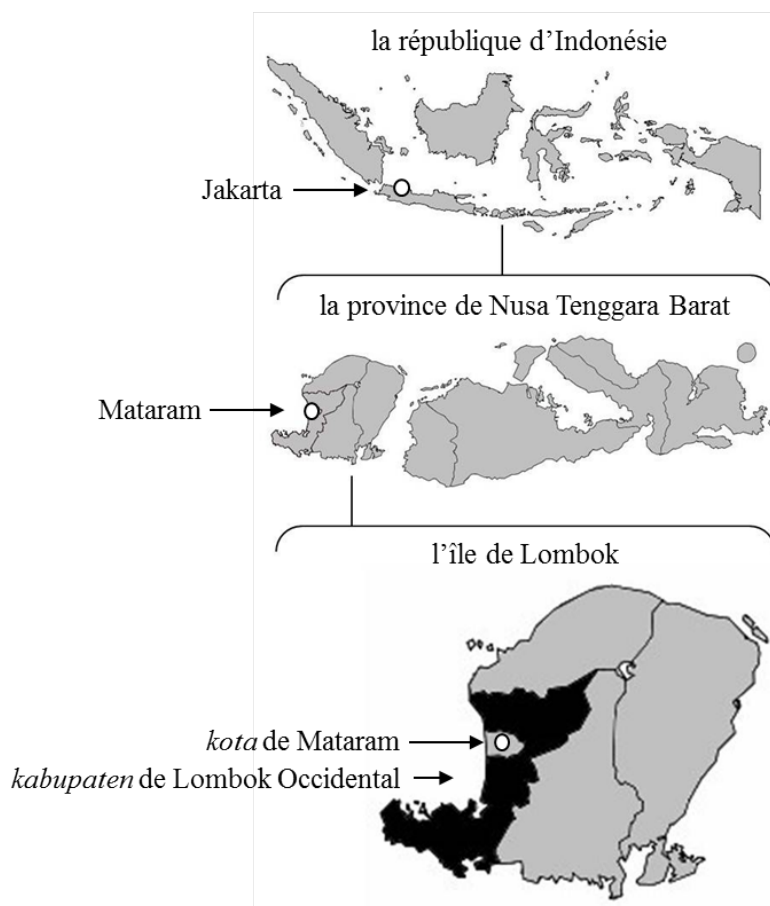 la république d’Indonésie
Jakarta
la province de Nusa Tenggara Barat
Mataram
l’île de Lombok
kota de Mataram
kabupaten de Lombok Occidental